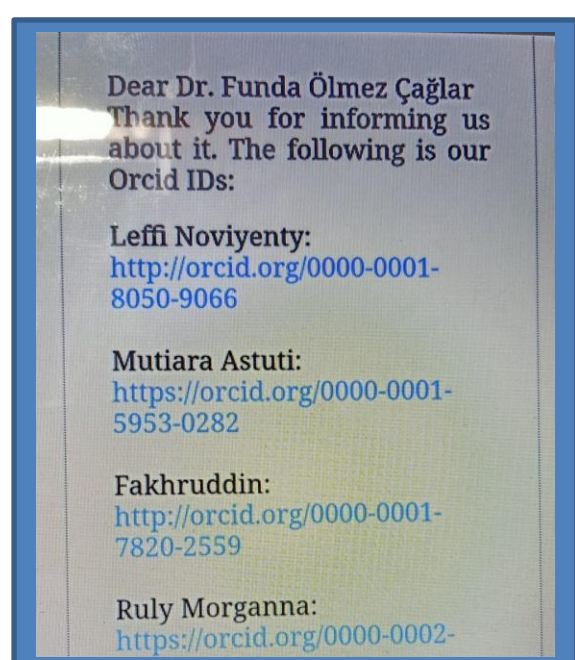 Dear Dr. Funda Ölmez Çağlar
Thank you for informing us
about it. The following is our
Orcid IDs:
Leffi Noviyenty:
http://orcid.org/0000-0001-
8050-9066
Mutiara Astuti:
https://orcid.org/0000-0001-
5953-0282
Fakhruddin:
http://orcid.org/0000-0001-
7820-2559
Ruly Morganna:
https://orcid.org/0000-0002-